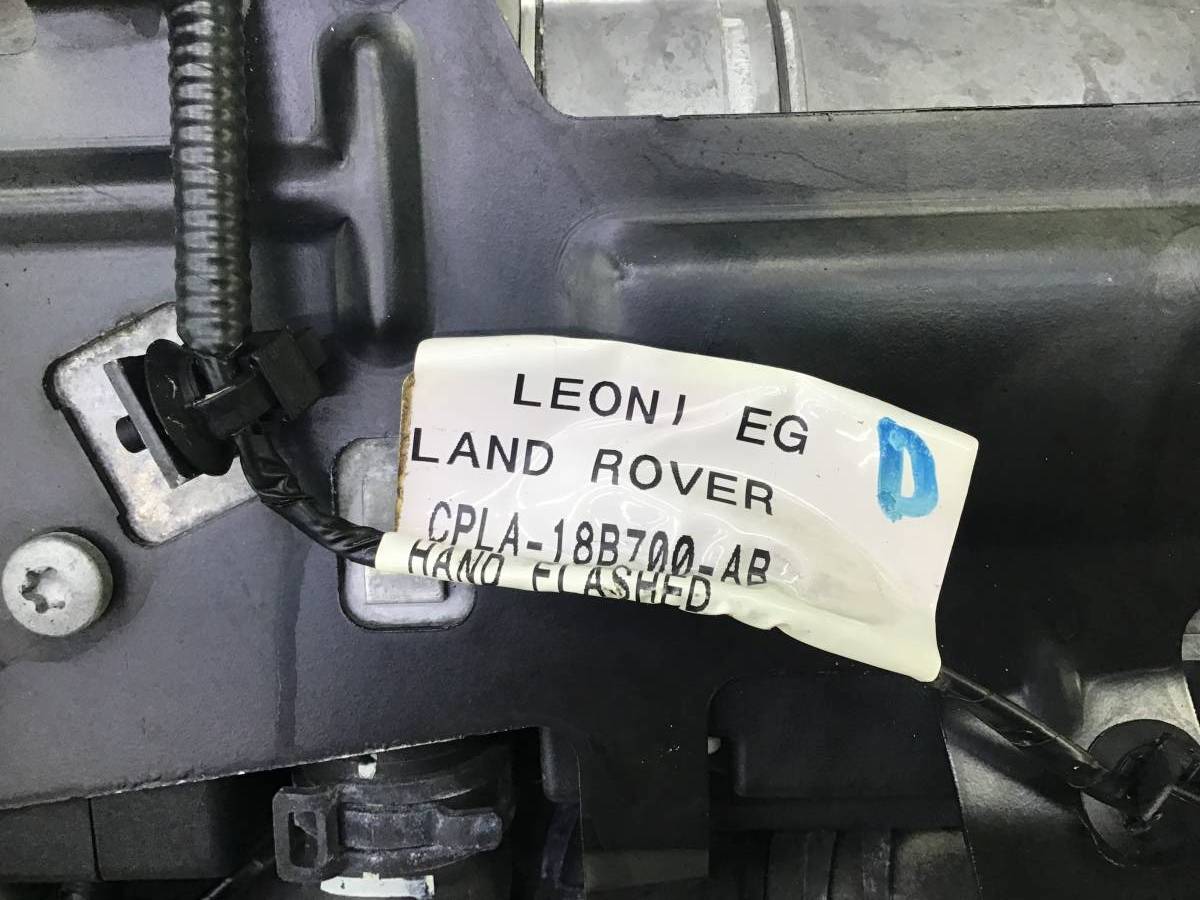 LEONI EG
LAND ROVER
D
CPLA-18B700-AB
HAND FLASHED